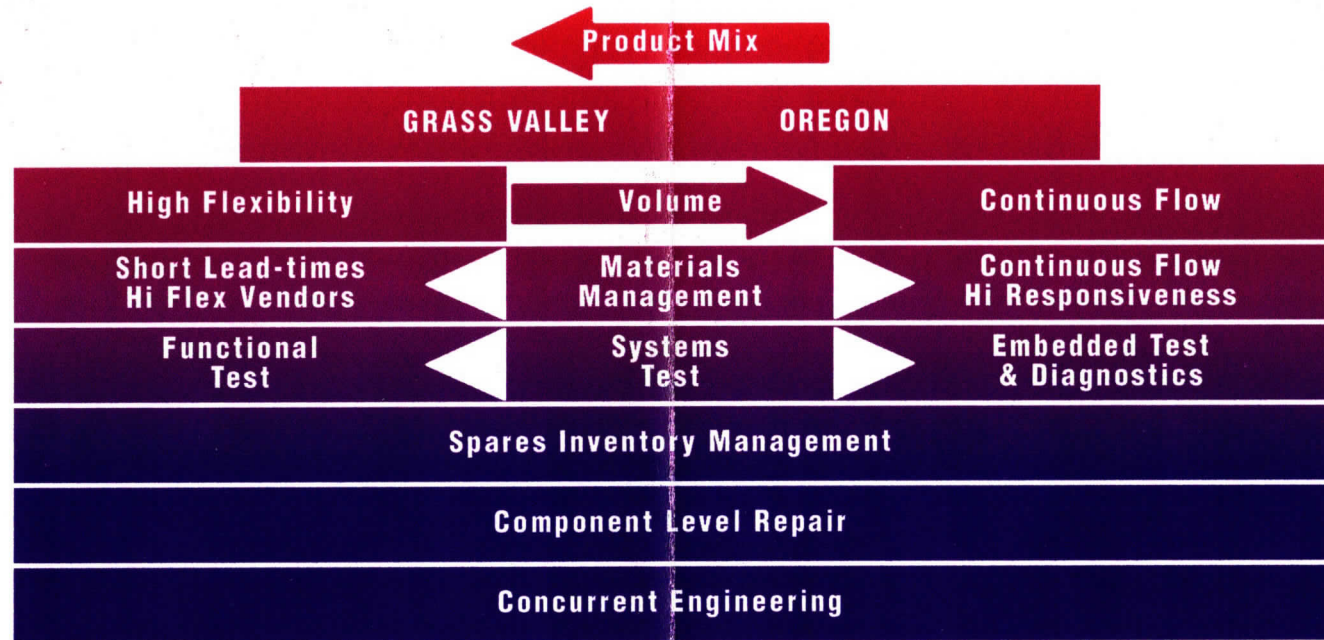 Product Mix
GRASS VALLEY
OREGON
High Flexibility
Volume
Continuous Flow
Short Lead-times
Hi Flex Vendors
Materials
Management
Continuous Flow
Hi Responsiveness
Functional
Test
Systems
Test
Embedded Test
& Diagnostics
Spares Inventory Management
Component Level Repair
Concurrent Engineering